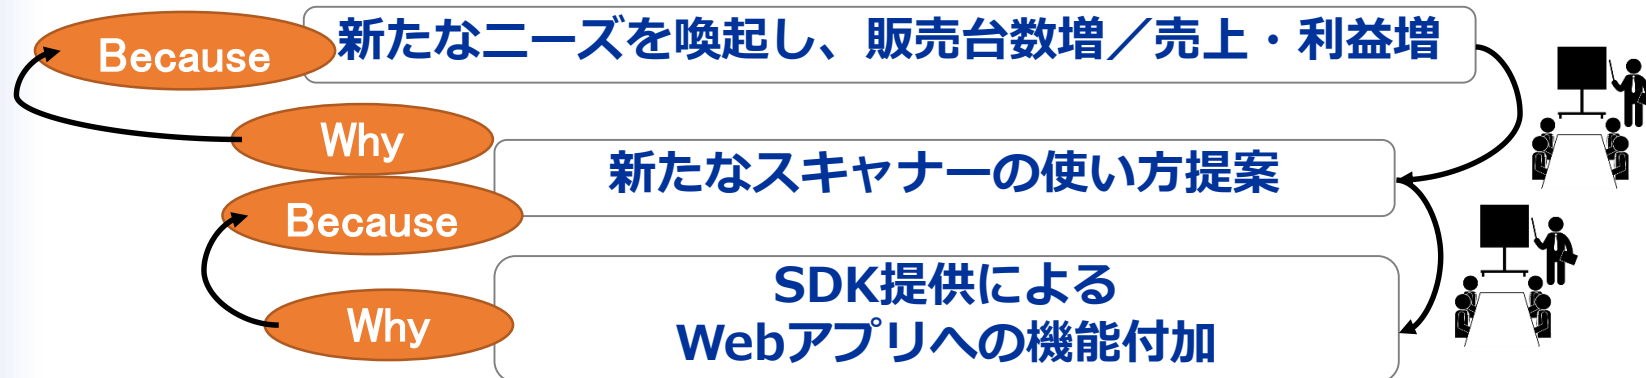 Because
新たなニーズを喚起し、販売台数増／売上・利益増
Why
新たなスキャナーの使い方提案
Because
SDK提供による
Webアプリへの機能付加
Why